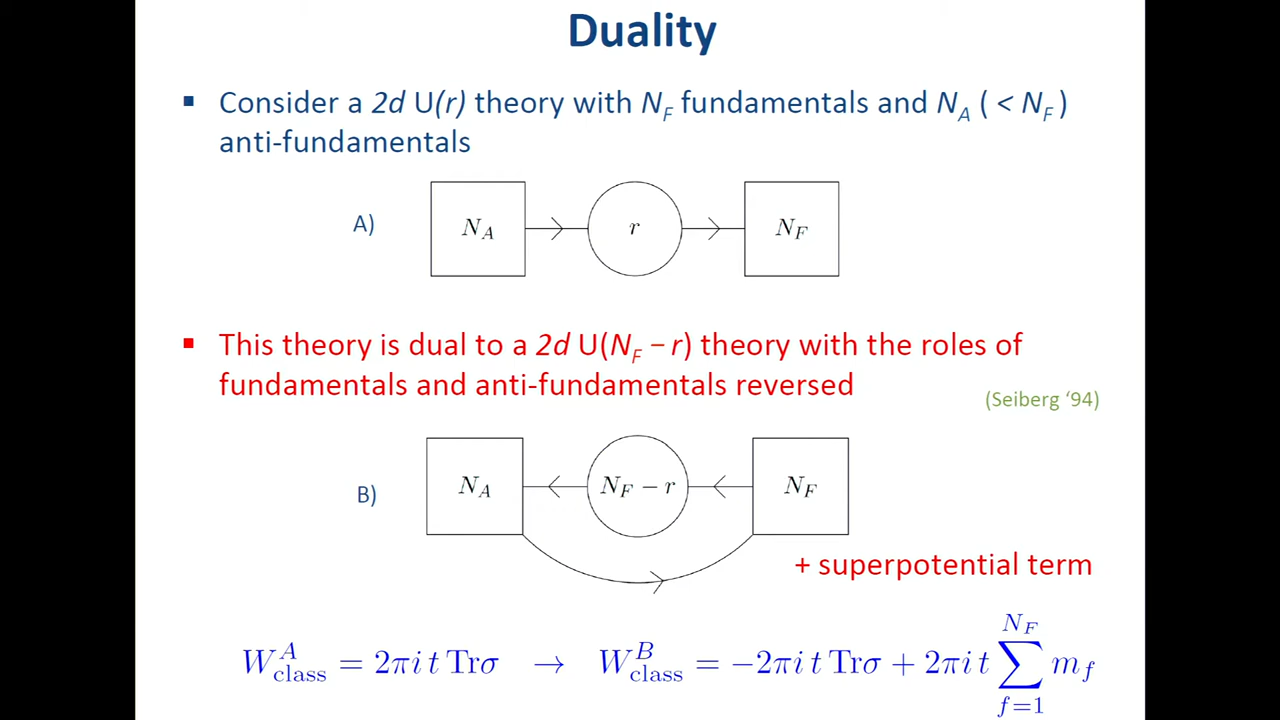 Duality
▪ Consider a 2d U(r) theory with N_F fundamentals and N_A ( < N_F )
anti-fundamentals
A)
N_A
r
N_F
▪ This theory is dual to a 2d U(N_F − r) theory with the roles of
fundamentals and anti-fundamentals reversed
(Seiberg ‘94)
B)
N_A
N_F − r
N_F
+ superpotential term
W^A_class = 2πi t Trσ → W^B_class = −2πi t Trσ + 2πi t ∑_{f=1}^{N_F} m_f